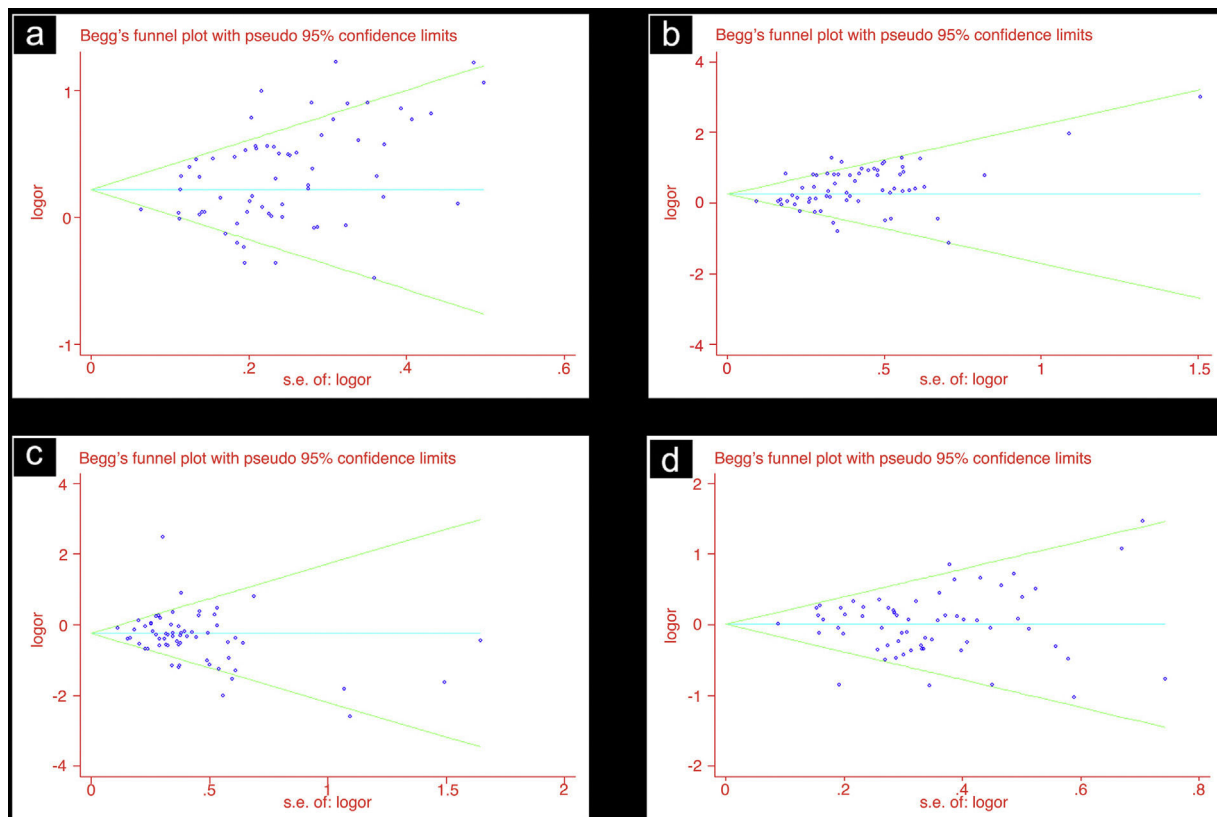 a
Begg's funnel plot with pseudo 95% confidence limits
1
0
-1
logor
0
.2
.4
.6
s.e. of: logor
b
Begg's funnel plot with pseudo 95% confidence limits
4
2
0
-2
-4
logor
0
.5
1
1.5
s.e. of: logor
c
Begg's funnel plot with pseudo 95% confidence limits
4
2
0
-2
-4
logor
0
.5
1
1.5
2
s.e. of: logor
d
Begg's funnel plot with pseudo 95% confidence limits
2
1
0
-1
-2
logor
0
.2
.4
.6
.8
s.e. of: logor